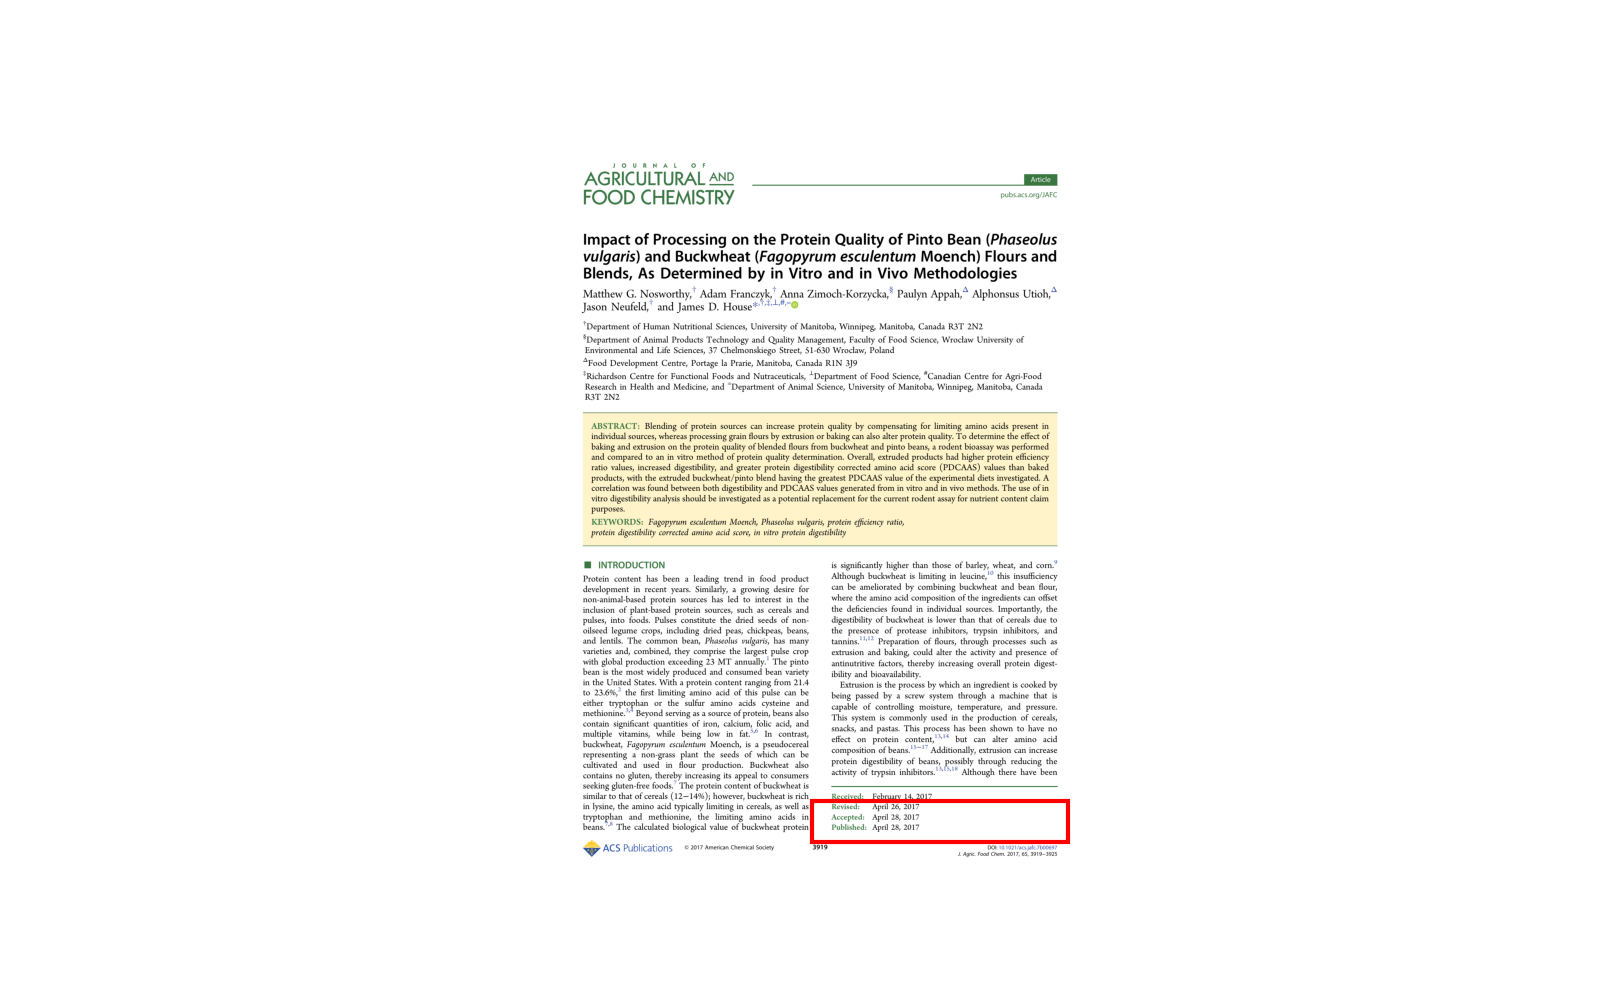 JOURNAL OF
AGRICULTURAL AND
FOOD CHEMISTRY
Article
pubs.acs.org/JAFC
Impact of Processing on the Protein Quality of Pinto Bean (Phaseolus
vulgaris) and Buckwheat (Fagopyrum esculentum Moench) Flours and
Blends, As Determined by in Vitro and in Vivo Methodologies
Matthew G. Nosworthy,† Adam Franczyk,† Anna Zimoch-Korzycka,§ Paulyn Appah,Δ Alphonsus Utioh,Δ
Jason Neufeld,† and James D. House*,†,‡,⊥,#,=
†Department of Human Nutritional Sciences, University of Manitoba, Winnipeg, Manitoba, Canada R3T 2N2
§Department of Animal Products Technology and Quality Management, Faculty of Food Science, Wrocław University of
Environmental and Life Sciences, 37 Chelmonskiego Street, 51-630 Wrocław, Poland
ΔFood Development Centre, Portage la Prarie, Manitoba, Canada R1N 3J9
‡Richardson Centre for Functional Foods and Nutraceuticals, ⊥Department of Food Science, #Canadian Centre for Agri-Food
Research in Health and Medicine, and =Department of Animal Science, University of Manitoba, Winnipeg, Manitoba, Canada
R3T 2N2
ABSTRACT: Blending of protein sources can increase protein quality by compensating for limiting amino acids present in
individual sources, whereas processing grain flours by extrusion or baking can also alter protein quality. To determine the effect of
baking and extrusion on the protein quality of blended flours from buckwheat and pinto beans, a rodent bioassay was performed
and compared to an in vitro method of protein quality determination. Overall, extruded products had higher protein efficiency
ratio values, increased digestibility, and greater protein digestibility corrected amino acid score (PDCAAS) values than baked
products, with the extruded buckwheat/pinto blend having the greatest PDCAAS value of the experimental diets investigated. A
correlation was found between both digestibility and PDCAAS values generated from in vitro and in vivo methods. The use of in
vitro digestibility analysis should be investigated as a potential replacement for the current rodent assay for nutrient content claim
purposes.
KEYWORDS: Fagopyrum esculentum Moench, Phaseolus vulgaris, protein efficiency ratio,
protein digestibility corrected amino acid score, in vitro protein digestibility
■ INTRODUCTION
Protein content has been a leading trend in food product
development in recent years. Similarly, a growing desire for
non-animal-based protein sources has led to interest in the
inclusion of plant-based protein sources, such as cereals and
pulses, into foods. Pulses constitute the dried seeds of non-
oilseed legume crops, including dried peas, chickpeas, beans,
and lentils. The common bean, Phaseolus vulgaris, has many
varieties and, combined, they comprise the largest pulse crop
with global production exceeding 23 MT annually.1 The pinto
bean is the most widely produced and consumed bean variety
in the United States. With a protein content ranging from 21.4
to 23.6%,2 the first limiting amino acid of this pulse can be
either tryptophan or the sulfur amino acids cysteine and
methionine.3,4 Beyond serving as a source of protein, beans also
contain significant quantities of iron, calcium, folic acid, and
multiple vitamins, while being low in fat.5,6 In contrast,
buckwheat, Fagopyrum esculentum Moench, is a pseudocereal
representing a non-grass plant the seeds of which can be
cultivated and used in flour production. Buckwheat also
contains no gluten, thereby increasing its appeal to consumers
seeking gluten-free foods.7 The protein content of buckwheat is
similar to that of cereals (12−14%); however, buckwheat is rich
in lysine, the amino acid typically limiting in cereals, as well as
tryptophan and methionine, the limiting amino acids in
beans.7,8 The calculated biological value of buckwheat protein
is significantly higher than those of barley, wheat, and corn.9
Although buckwheat is limiting in leucine,10 this insufficiency
can be ameliorated by combining buckwheat and bean flour,
where the amino acid composition of the ingredients can offset
the deficiencies found in individual sources. Importantly, the
digestibility of buckwheat is lower than that of cereals due to
the presence of protease inhibitors, trypsin inhibitors, and
tannins.11,12 Preparation of flours, through processes such as
extrusion and baking, could alter the activity and presence of
antinutritive factors, thereby increasing overall protein digest-
ibility and bioavailability.
Extrusion is the process by which an ingredient is cooked by
being passed by a screw system through a machine that is
capable of controlling moisture, temperature, and pressure.
This system is commonly used in the production of cereals,
snacks, and pastas. This process has been shown to have no
effect on protein content,13,14 but can alter amino acid
composition of beans.15−17 Additionally, extrusion can increase
protein digestibility of beans, possibly through reducing the
activity of trypsin inhibitors.13,15,18 Although there have been
Received: February 14, 2017
Revised: April 26, 2017
Accepted: April 28, 2017
Published: April 28, 2017
ACS Publications © 2017 American Chemical Society
3919
DOI: 10.1021/acs.jafc.7b00697
J. Agric. Food Chem. 2017, 65, 3919−3925